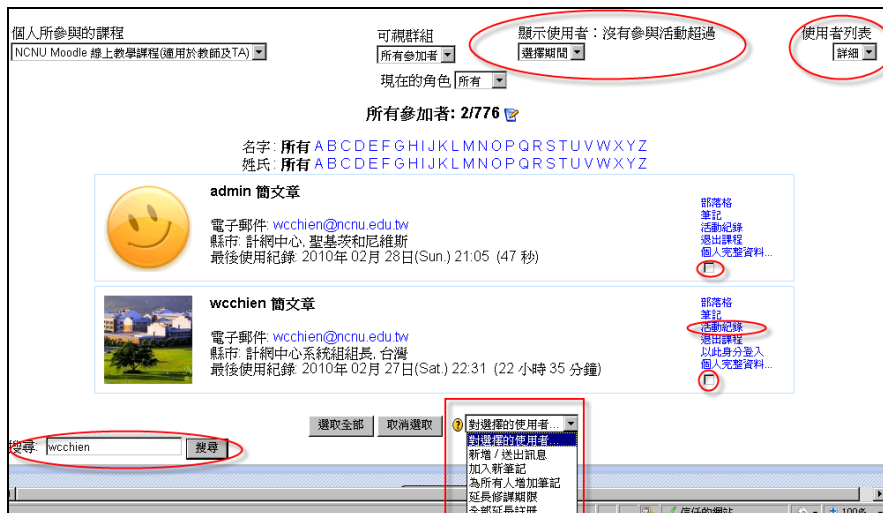 個人所參與的課程
NCNU Moodle 線上教學課程(適用於教師及TA)
可視群組
所有參加者
顯示使用者：沒有參與活動超過
選擇期間
使用者列表
詳細
現在的角色 所有
所有參加者: 2/776
名字: 所有 A B C D E F G H I J K L M N O P Q R S T U V W X Y Z
姓氏: 所有 A B C D E F G H I J K L M N O P Q R S T U V W X Y Z
admin 簡文章
電子郵件: wcchien@ncnu.edu.tw
縣市: 計網中心, 聖基茨和尼維斯
最後使用紀錄: 2010年 02月 28日(Sun.) 21:05 (47 秒)
部落格
筆記
活動紀錄
退出課程
個人完整資料...
wcchien 簡文章
電子郵件: wcchien@ncnu.edu.tw
縣市: 計網中心系統組組長, 台灣
最後使用紀錄: 2010年 02月 27日(Sat.) 22:31 (22 小時 35 分鐘)
部落格
筆記
活動紀錄
退出課程
以此身分登入
個人完整資料...
選取全部 取消選取 對選擇的使用者...
對選擇的使用者...
新增 / 送出訊息
加入新筆記
為所有人增加筆記
延長修課期限
全部延長註冊
搜尋: wcchien 搜尋
信任的網站
100%